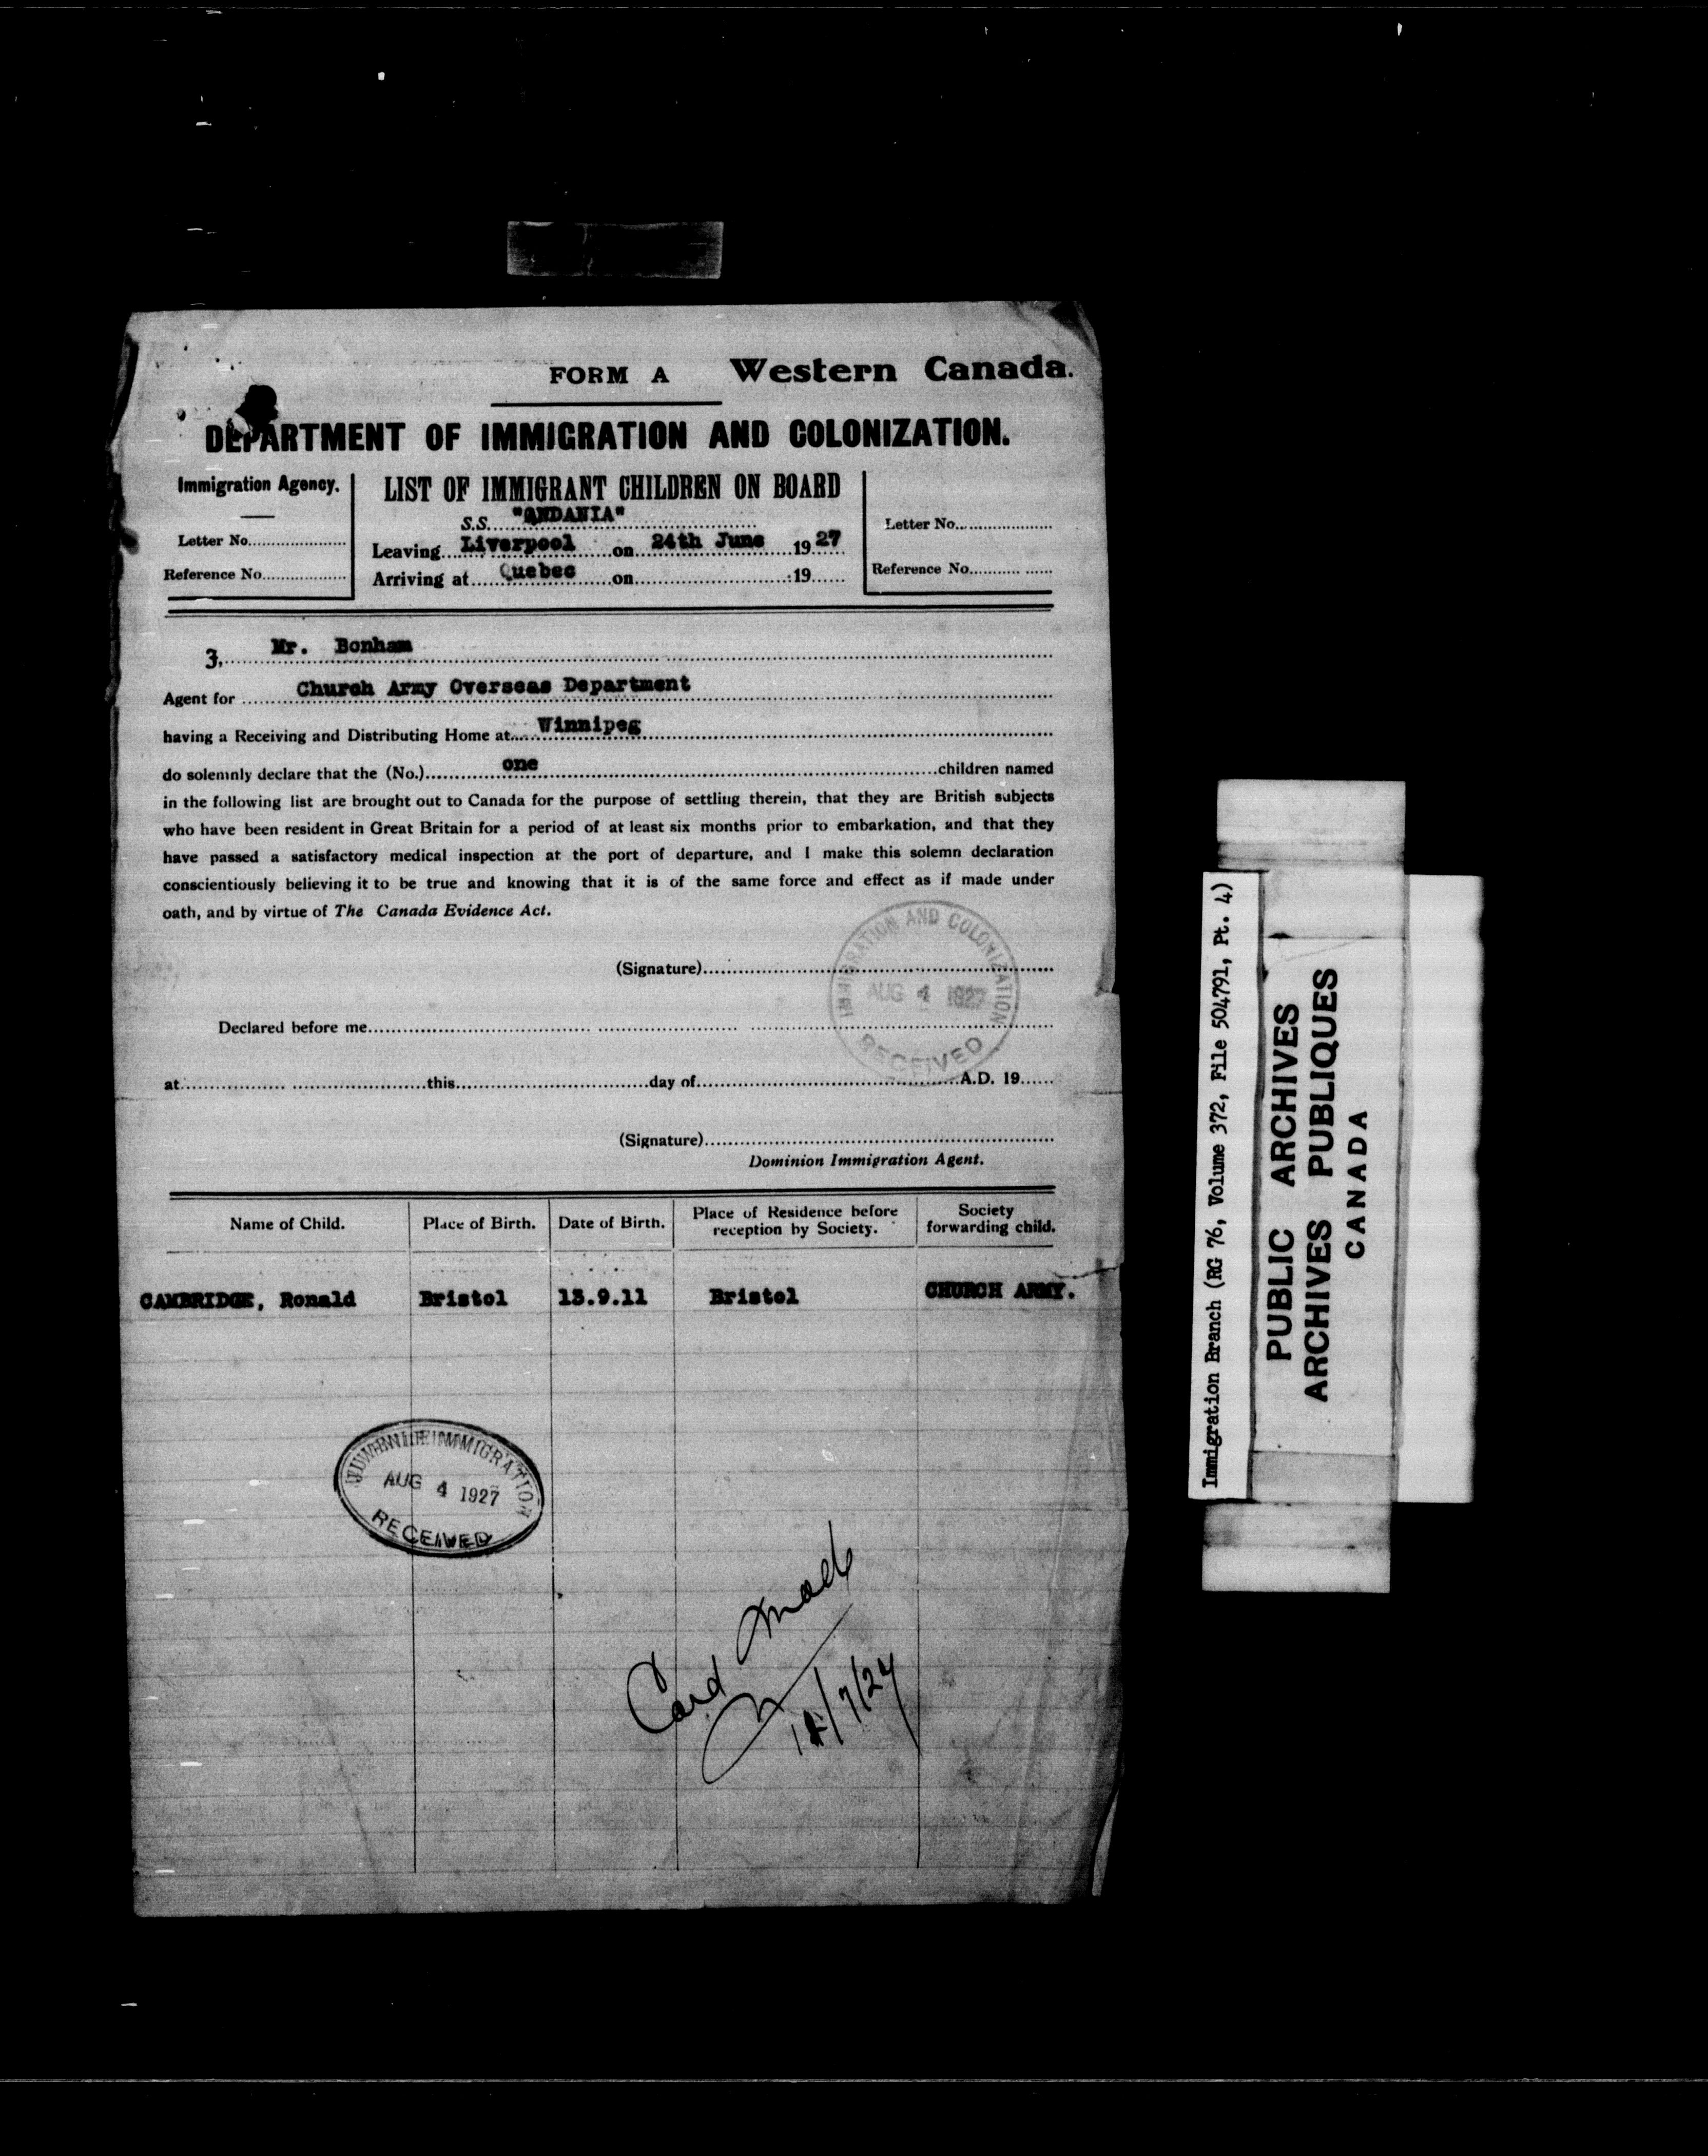 FORM A Western Canada.
DEPARTMENT OF IMMIGRATION AND COLONIZATION.
Immigration Agency.
Letter No....................
Reference No.................
LIST OF IMMIGRANT CHILDREN ON BOARD
S.S. "ANDANIA"
Leaving Liverpool on 24th June 1927
Arriving at Quebec on 19......
Letter No....................
Reference No.................
3. Mr. Bonham
Agent for Church Army Overseas Department
having a Receiving and Distributing Home at Winnipeg
do solemnly declare that the (No.) one children named
in the following list are brought out to Canada for the purpose of settling therein, that they are British subjects
who have been resident in Great Britain for a period of at least six months prior to embarkation, and that they
have passed a satisfactory medical inspection at the port of departure, and I make this solemn declaration
conscientiously believing it to be true and knowing that it is of the same force and effect as if made under
oath, and by virtue of The Canada Evidence Act.
IMMIGRATION AND COLONIZATION
AUG 4 1927
RECEIVED
(Signature)....................
Declared before me....................
at....................this....................day of....................A.D. 19......
(Signature)....................
Dominion Immigration Agent.
Name of Child. Place of Birth. Date of Birth. Place of Residence before reception by Society. Society forwarding child.
CAMBRIDGE, Ronald Bristol 13.9.11 Bristol CHURCH ARMY.
JUVENILE IMMIGRATION
AUG 4 1927
RECEIVED
Card made
Immigration Branch (RG 76, Volume 372, File 504791, Pt. 4)
PUBLIC ARCHIVES
ARCHIVES PUBLIQUES
CANADA